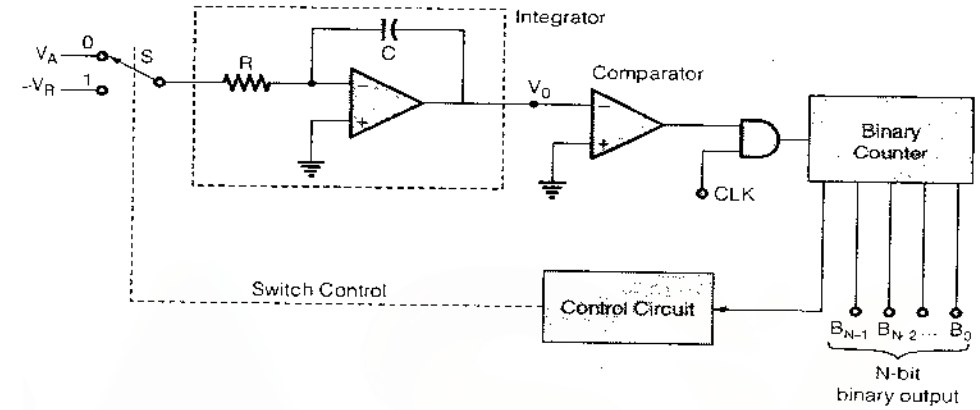 Integrator
0
V_A
S
1
-V_R
R
C
-
+
V_0
Comparator
-
+
CLK
Binary
Counter
Switch Control
Control Circuit
B_{N-1} B_{N-2} ... B_0
N-bit
binary output